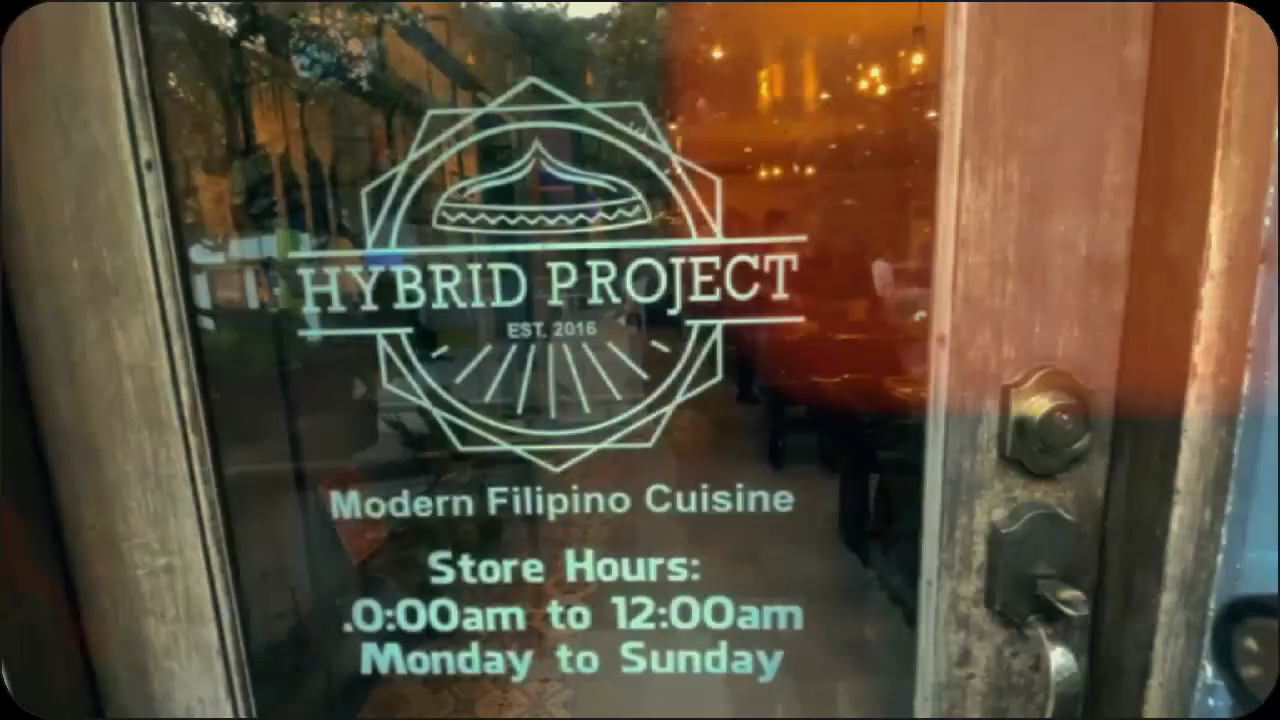 HYBRID PROJECT
EST. 2016
Modern Filipino Cuisine
Store Hours:
.0:00am to 12:00am
Monday to Sunday